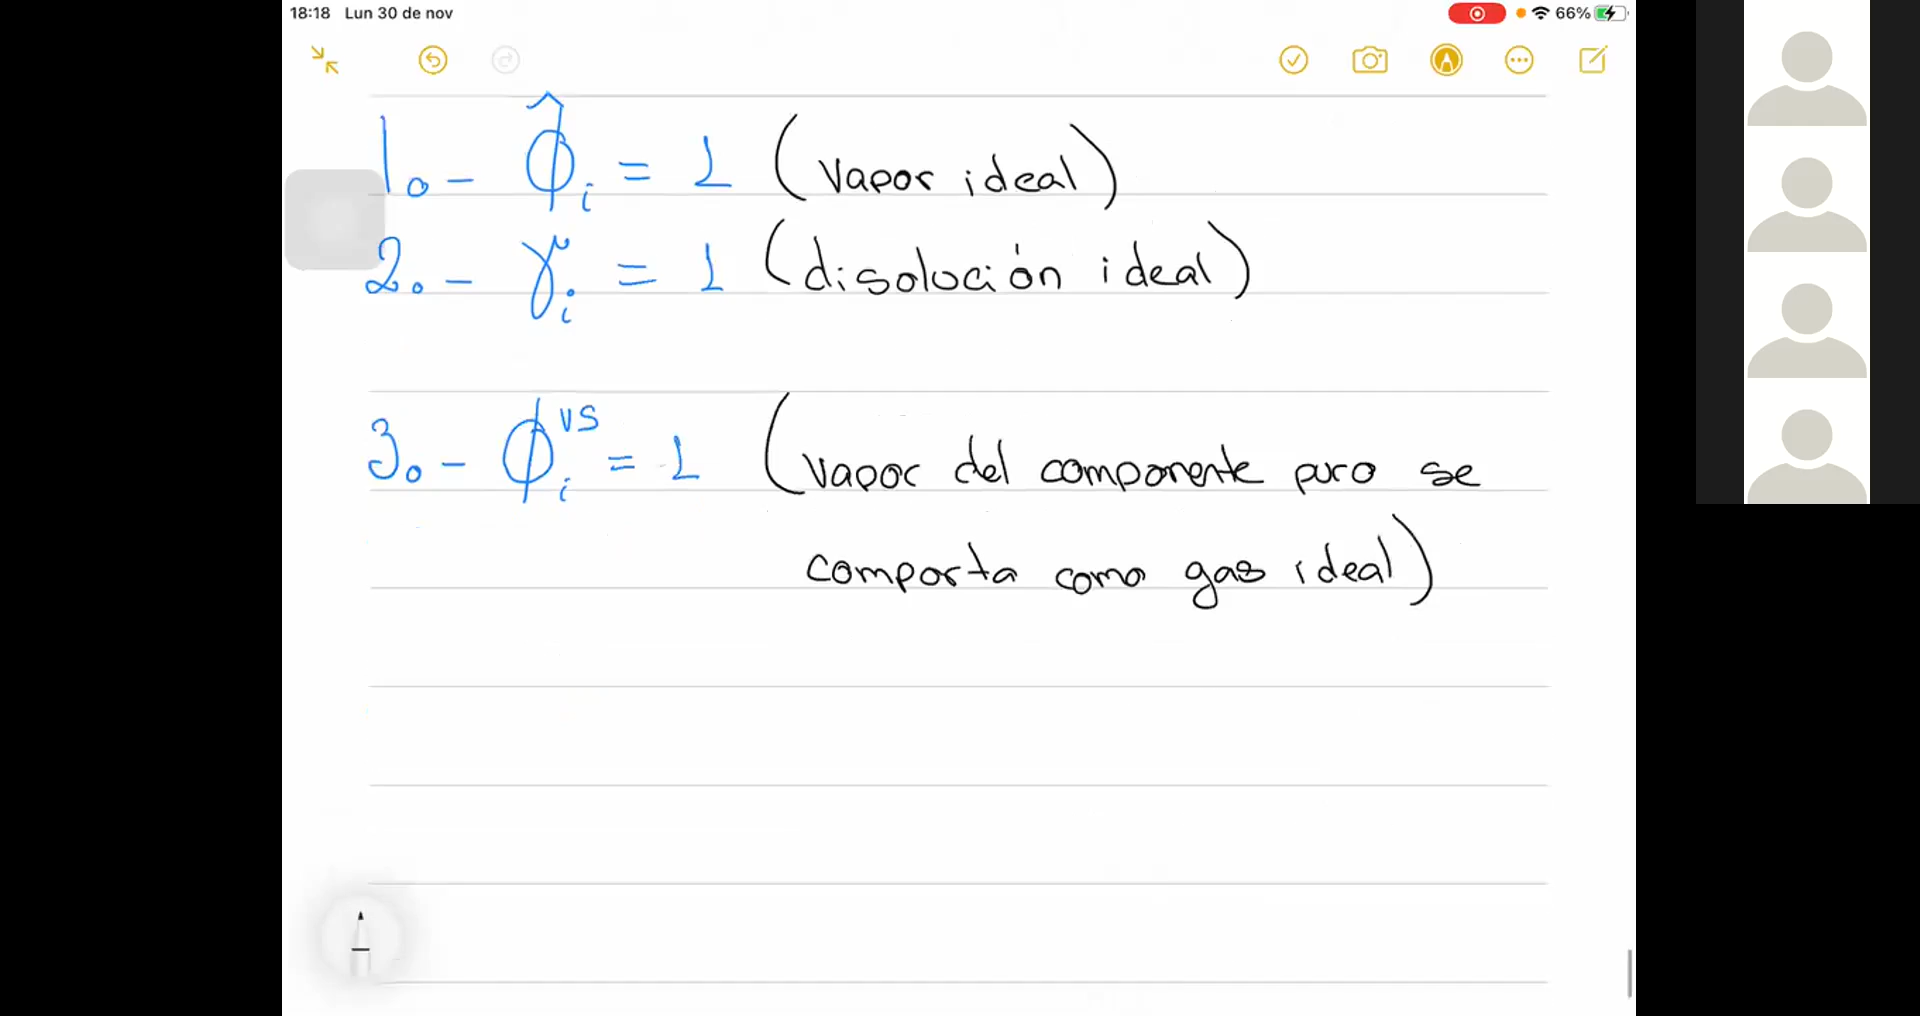 18:18 Lun 30 de nov 66%
1.- ϕ̂ᵢ = 1 (vapor ideal)
2.- γᵢ = 1 (disolución ideal)
3.- ϕᵢᵛˢ = 1 (vapor del componente puro se
comporta como gas ideal)